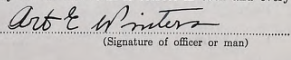 Art E Winters
(Signature of officer or man)